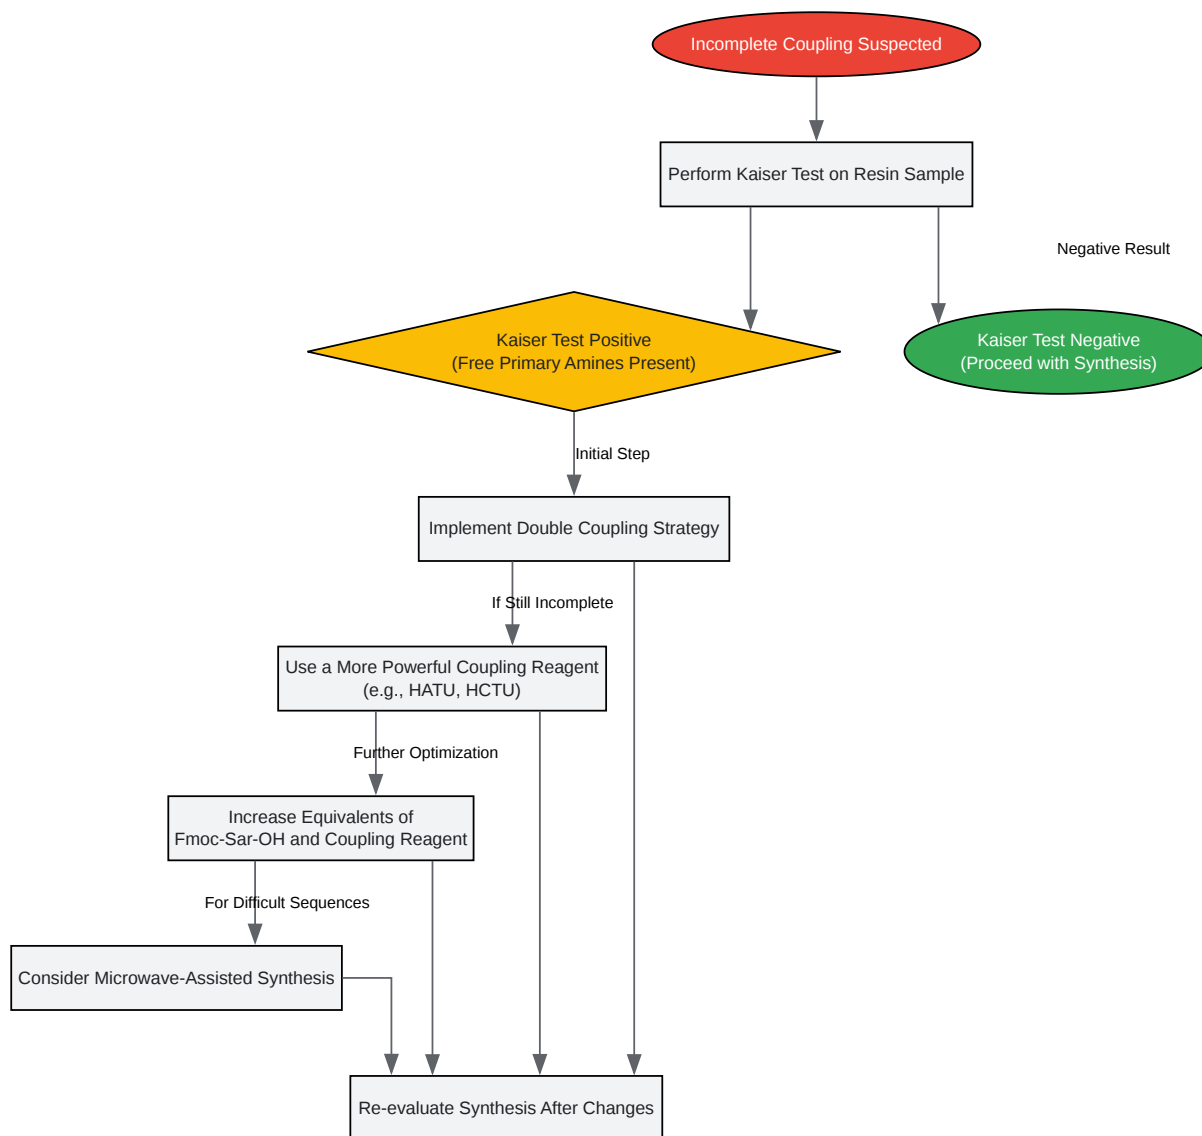 Incomplete Coupling Suspected
Perform Kaiser Test on Resin Sample
Negative Result
Kaiser Test Positive
(Free Primary Amines Present)
Kaiser Test Negative
(Proceed with Synthesis)
Initial Step
Implement Double Coupling Strategy
If Still Incomplete
Use a More Powerful Coupling Reagent
(e.g., HATU, HCTU)
Further Optimization
Increase Equivalents of
Fmoc-Sar-OH and Coupling Reagent
For Difficult Sequences
Consider Microwave-Assisted Synthesis
Re-evaluate Synthesis After Changes